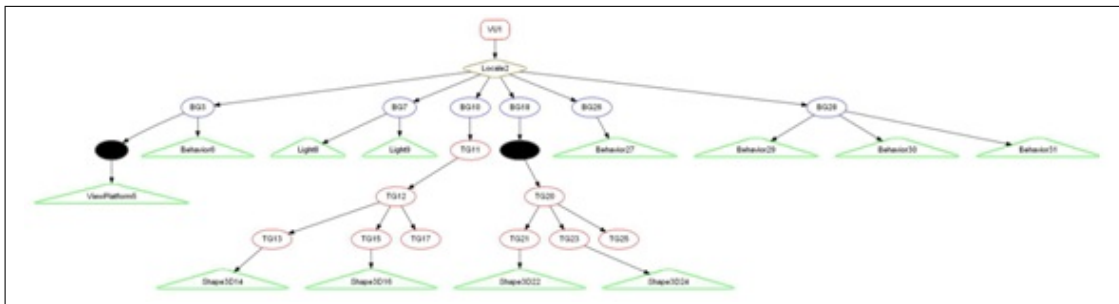 VU1
Locale2
BG3 BG7 BG10 BG18 BG26 BG28
Behavior6 Light8 Light9 TG11 Behavior27 Behavior29 Behavior30 Behavior31
ViewPlatform5 TG12 TG20
TG13 TG15 TG17 TG21 TG23 TG25
Shape3D14 Shape3D16 Shape3D22 Shape3D24